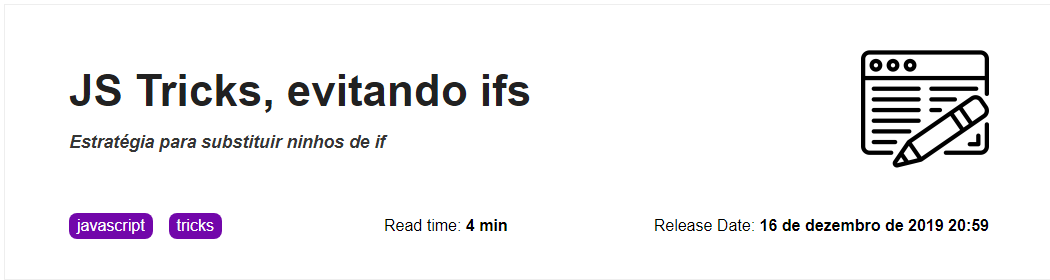 JS Tricks, evitando ifs
Estratégia para substituir ninhos de if
javascript tricks Read time: 4 min Release Date: 16 de dezembro de 2019 20:59